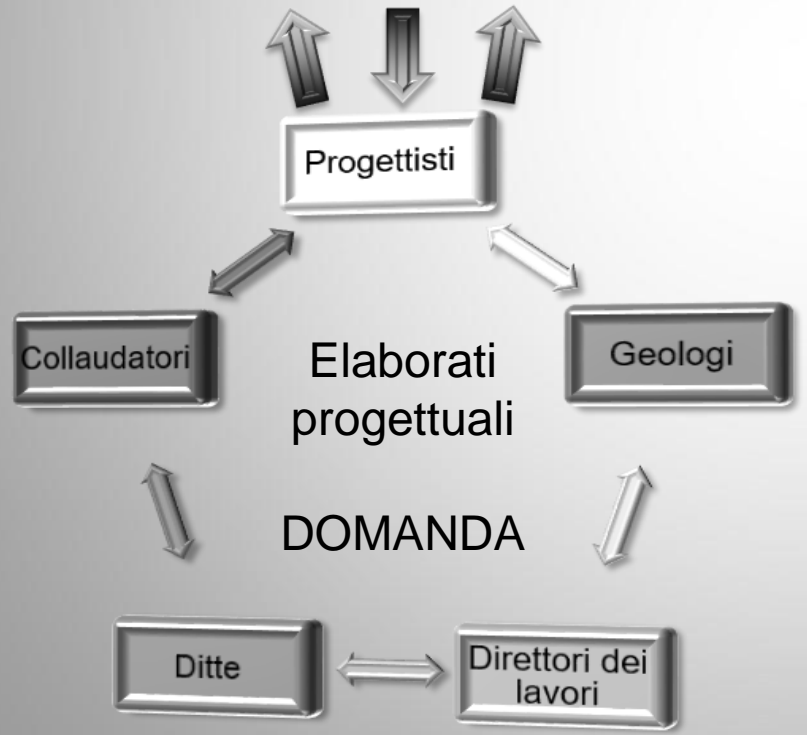 Progettisti
Collaudatori
Elaborati
progettuali
Geologi
DOMANDA
Ditte
Direttori dei
lavori